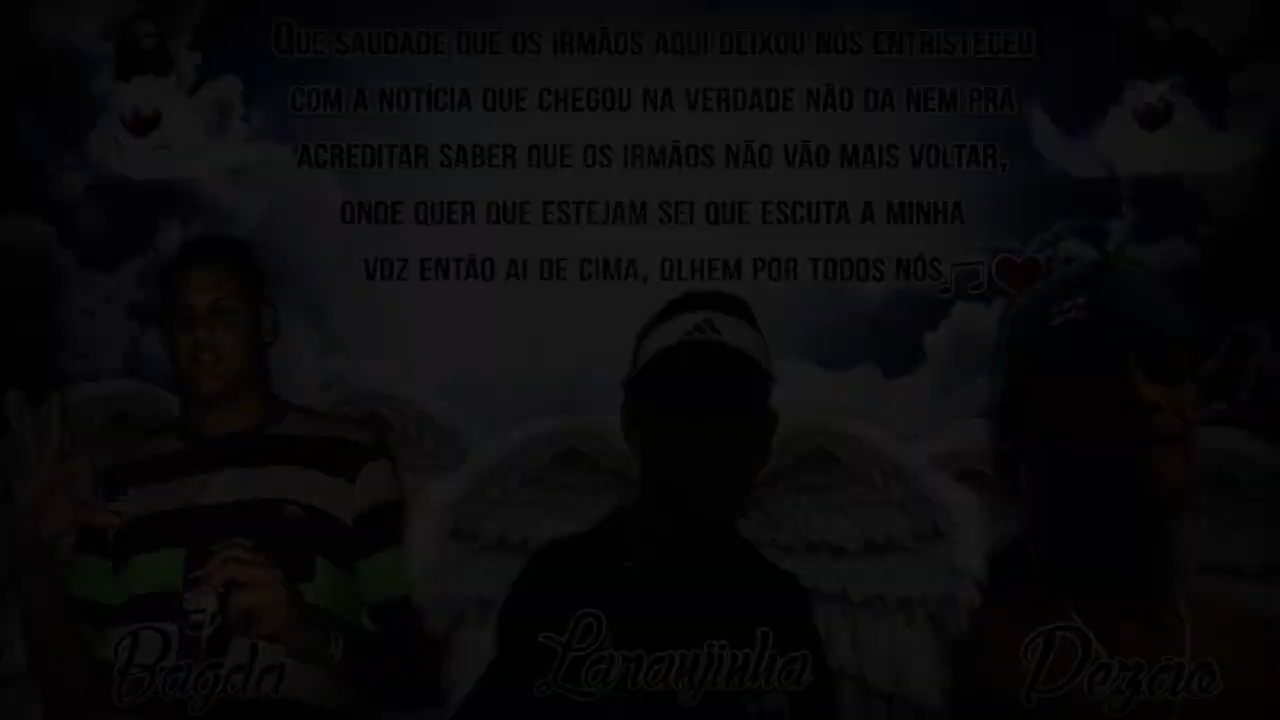 QUE SAUDADE QUE OS IRMÃOS AQUI DEIXOU NÓS ENTRISTECEU
COM A NOTÍCIA QUE CHEGOU NA VERDADE NÃO DA NEM PRA
ACREDITAR SABER QUE OS IRMÃOS NÃO VÃO MAIS VOLTAR,
ONDE QUER QUE ESTEJAM SEI QUE ESCUTA A MINHA
VOZ ENTÃO AI DE CIMA, OLHEM POR TODOS NÓS
Bagda Laranjinha Dezão